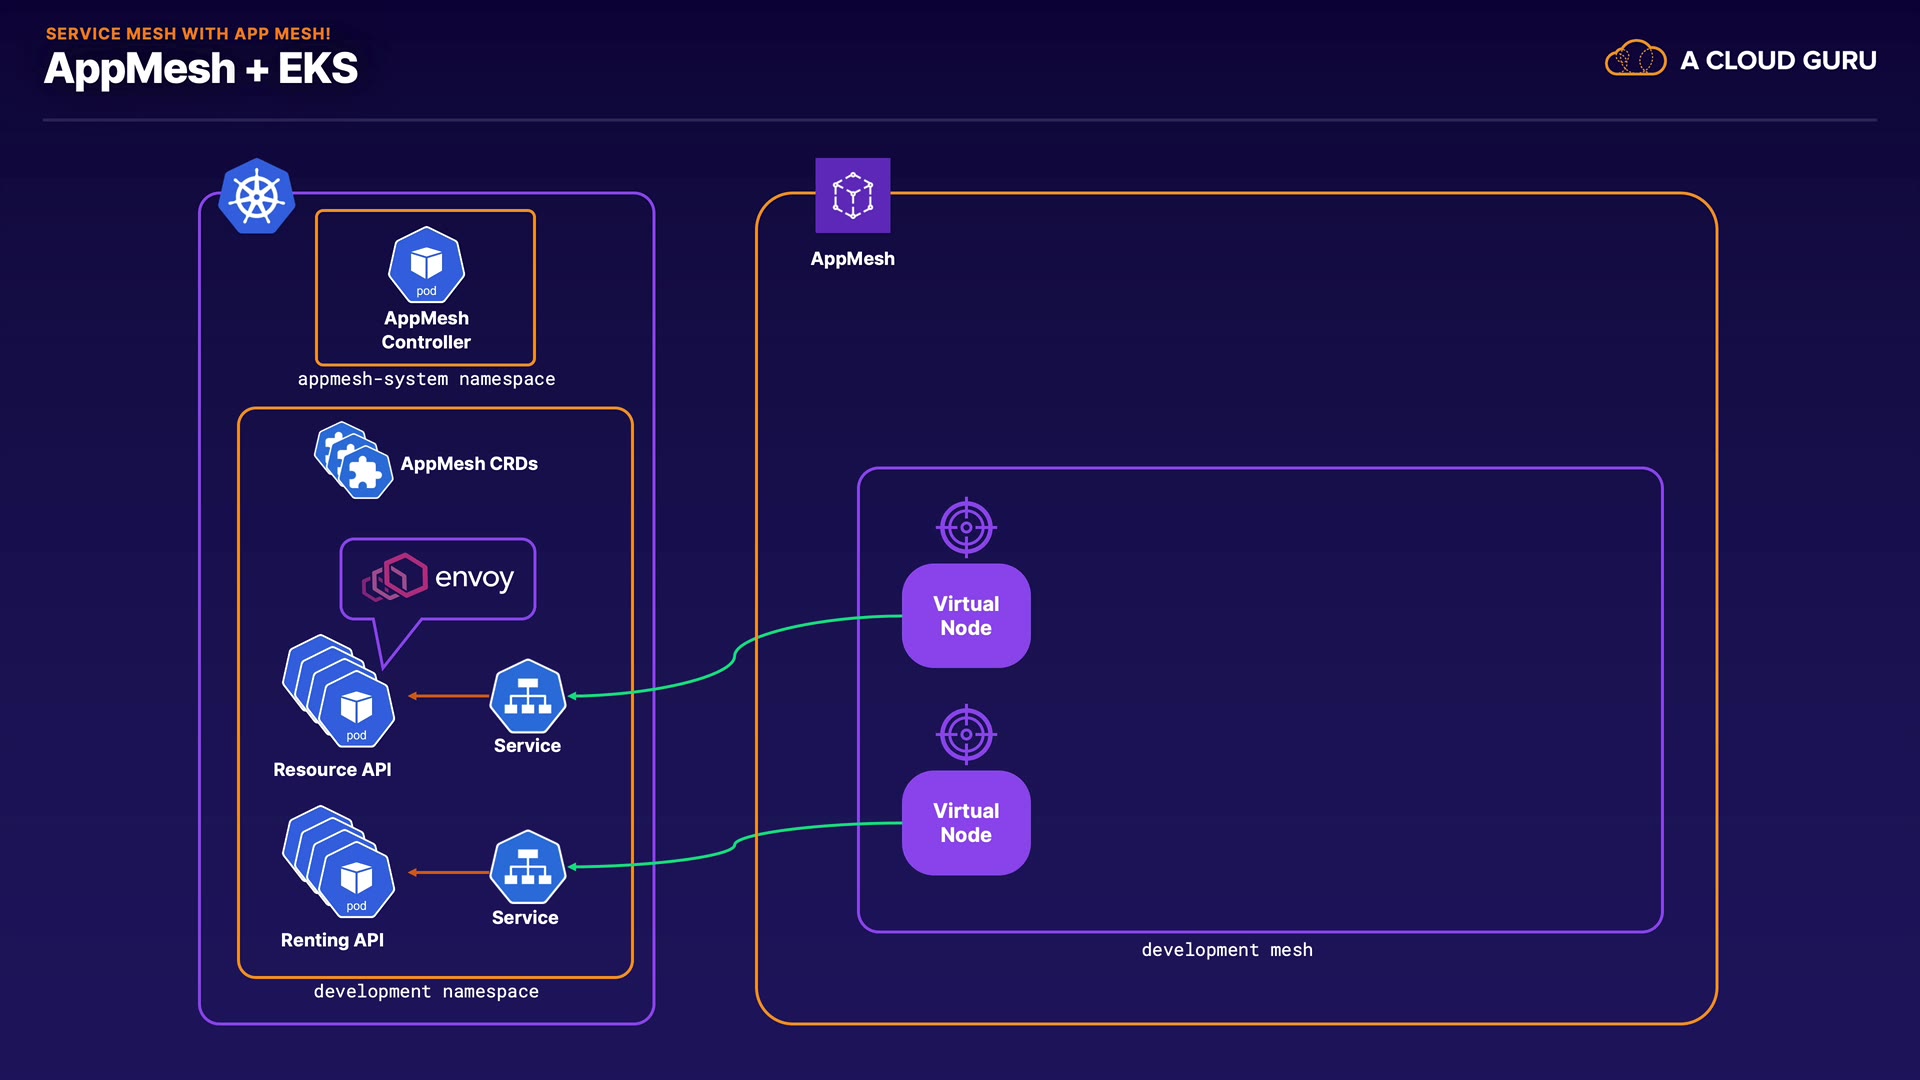 SERVICE MESH WITH APP MESH!
AppMesh + EKS
A CLOUD GURU
pod
AppMesh
Controller
appmesh-system namespace
AppMesh CRDs
envoy
pod
Resource API
Service
pod
Renting API
Service
development namespace
AppMesh
Virtual
Node
Virtual
Node
development mesh